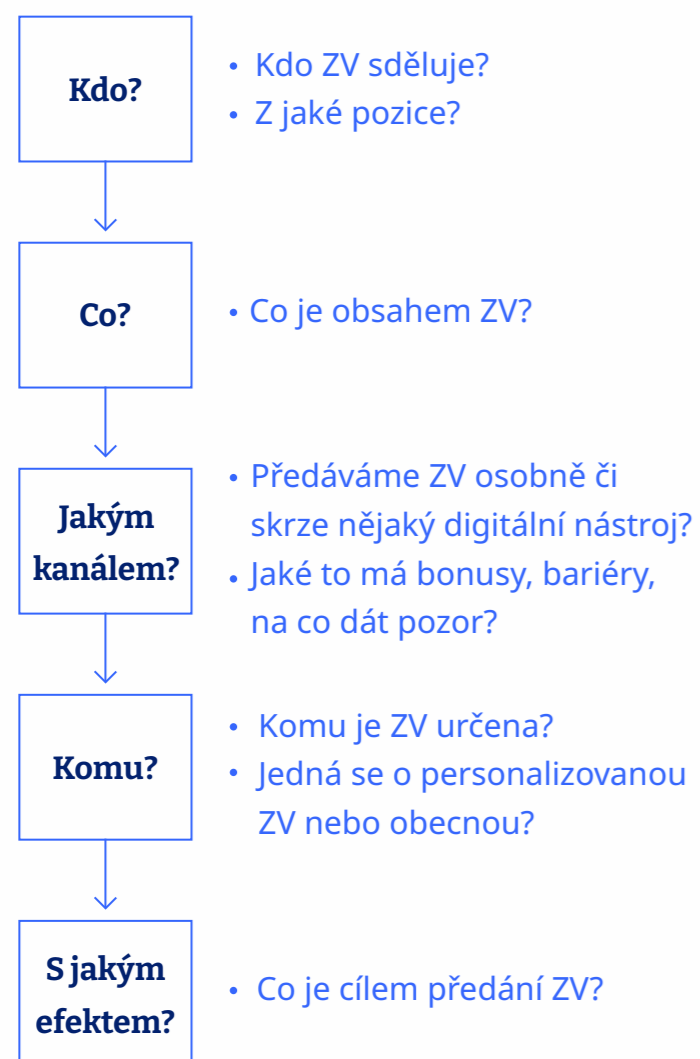 Kdo?
• Kdo ZV sděluje?
• Z jaké pozice?
Co?
• Co je obsahem ZV?
Jakým
kanálem?
• Předáváme ZV osobně či
skrze nějaký digitální nástroj?
• Jaké to má bonusy, bariéry,
na co dát pozor?
Komu?
• Komu je ZV určena?
• Jedná se o personalizovanou
ZV nebo obecnou?
S jakým
efektem?
• Co je cílem předání ZV?